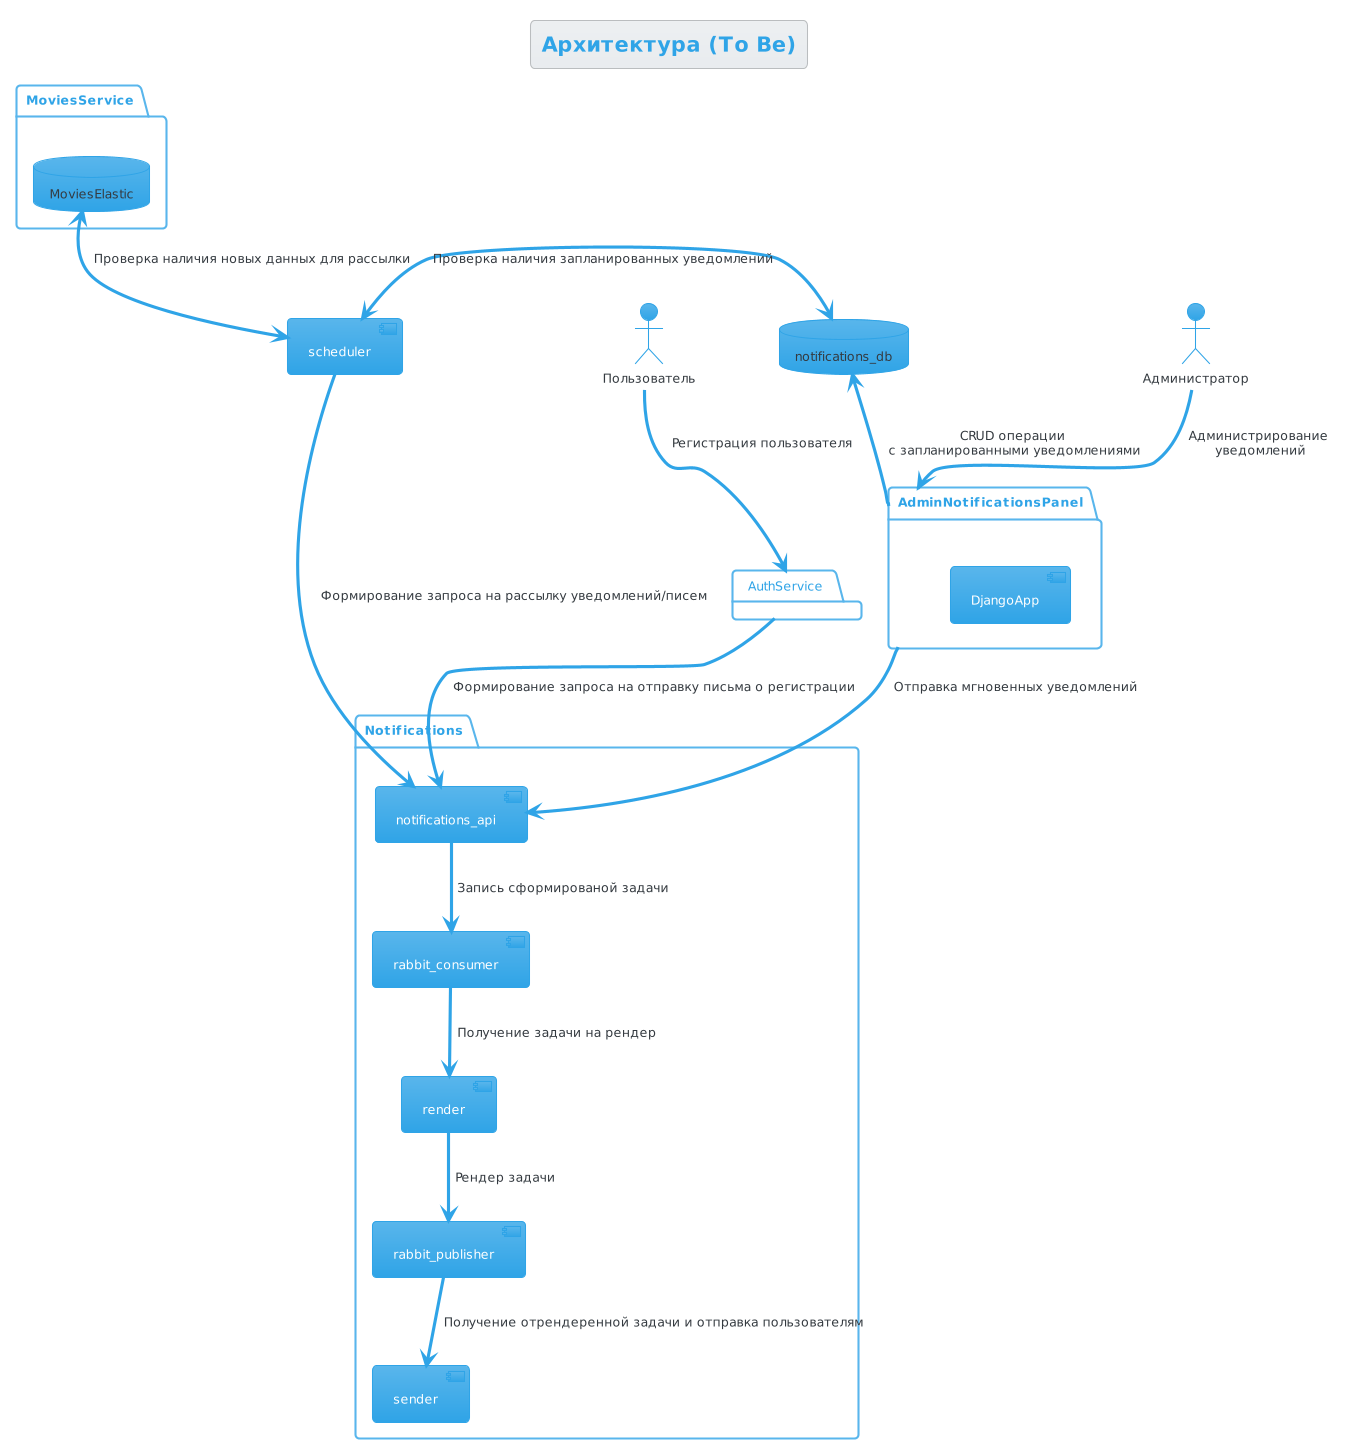 Архитектура (To Be)
MoviesService
MoviesElastic
Проверка наличия новых данных для рассылки
Проверка наличия запланированных уведомлений
scheduler
Пользователь
notifications_db
Администратор
Регистрация пользователя
CRUD операции
с запланированными уведомлениями
Администрирование
уведомлений
AdminNotificationsPanel
DjangoApp
AuthService
Формирование запроса на рассылку уведомлений/писем
Формирование запроса на отправку письма о регистрации
Отправка мгновенных уведомлений
Notifications
notifications_api
Запись сформированой задачи
rabbit_consumer
Получение задачи на рендер
render
Рендер задачи
rabbit_publisher
Получение отрендеренной задачи и отправка пользователям
sender